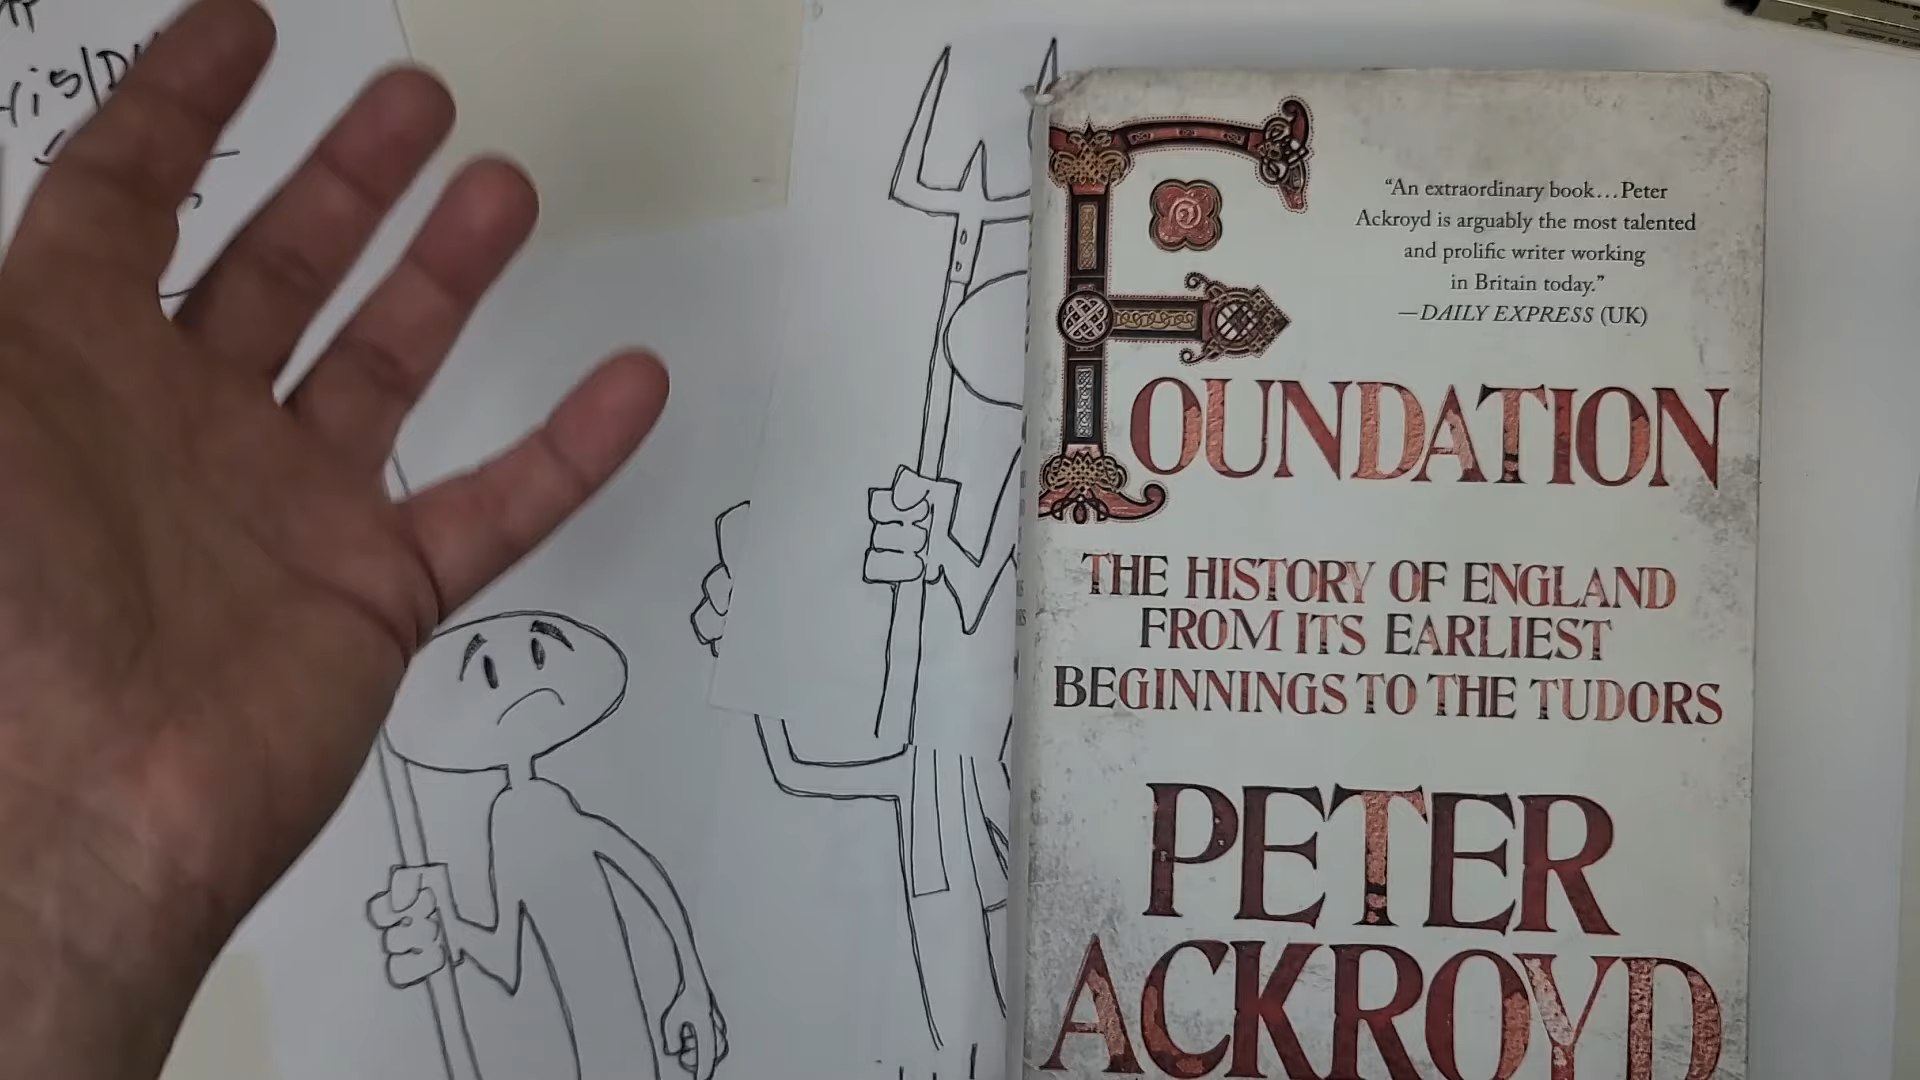 “An extraordinary book…Peter
Ackroyd is arguably the most talented
and prolific writer working
in Britain today.”
—DAILY EXPRESS (UK)
FOUNDATION
THE HISTORY OF ENGLAND
FROM ITS EARLIEST
BEGINNINGS TO THE TUDORS
PETER
ACKROYD